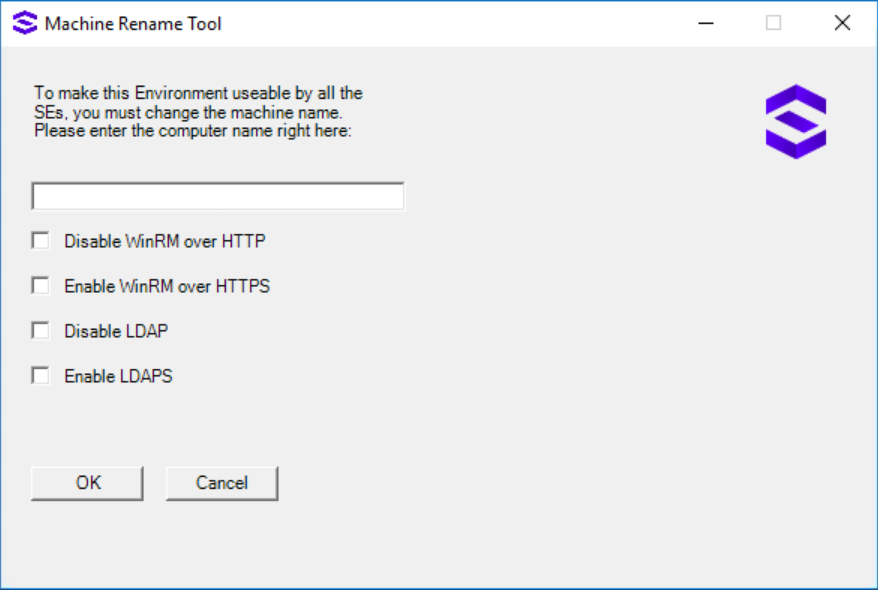 Machine Rename Tool
To make this Environment useable by all the
SEs, you must change the machine name.
Please enter the computer name right here:
Disable WinRM over HTTP
Enable WinRM over HTTPS
Disable LDAP
Enable LDAPS
OK Cancel